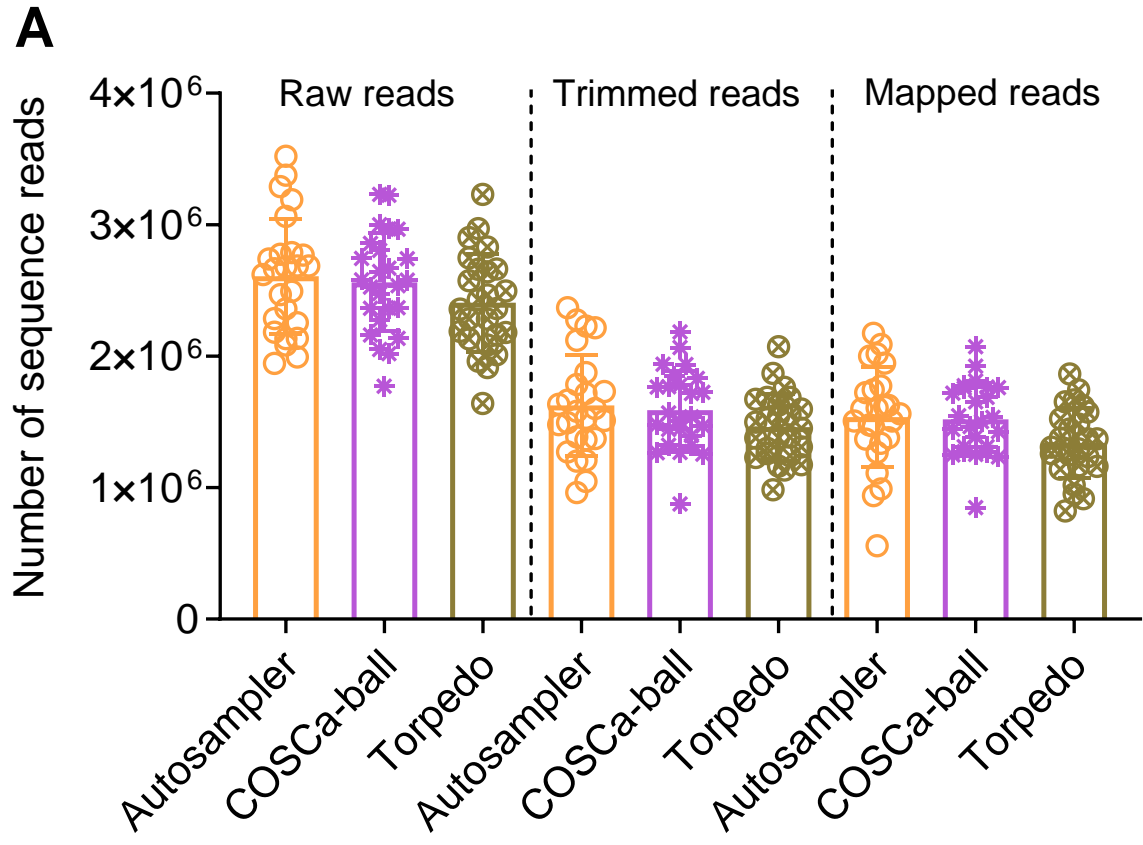 A
Number of sequence reads
4×10⁶
3×10⁶
2×10⁶
1×10⁶
0
Raw reads
Trimmed reads
Mapped reads
Autosampler
COSCa-ball
Torpedo
Autosampler
COSCa-ball
Torpedo
Autosampler
COSCa-ball
Torpedo